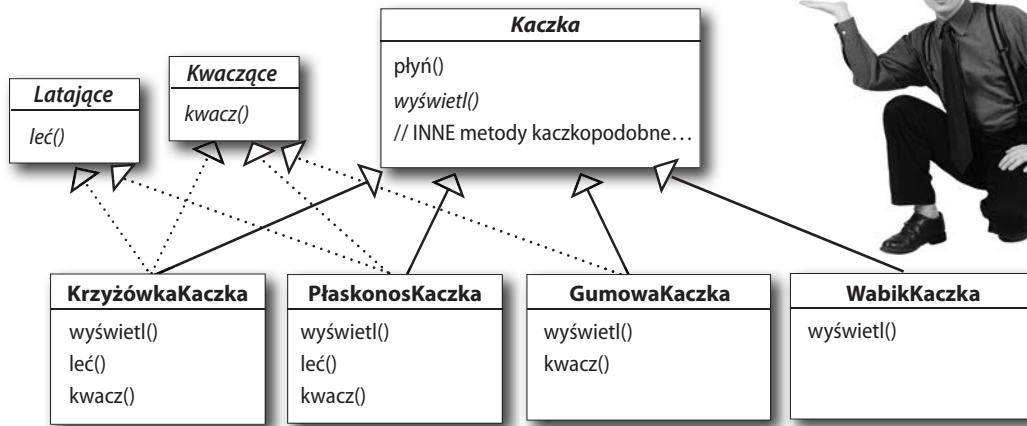 Kaczka
płyń()
wyświetl()
// INNE metody kaczkopodobne…
Kwaczące
kwacz()
Latające
leć()
KrzyżówkaKaczka
wyświetl()
leć()
kwacz()
PłaskonosKaczka
wyświetl()
leć()
kwacz()
GumowaKaczka
wyświetl()
kwacz()
WabikKaczka
wyświetl()